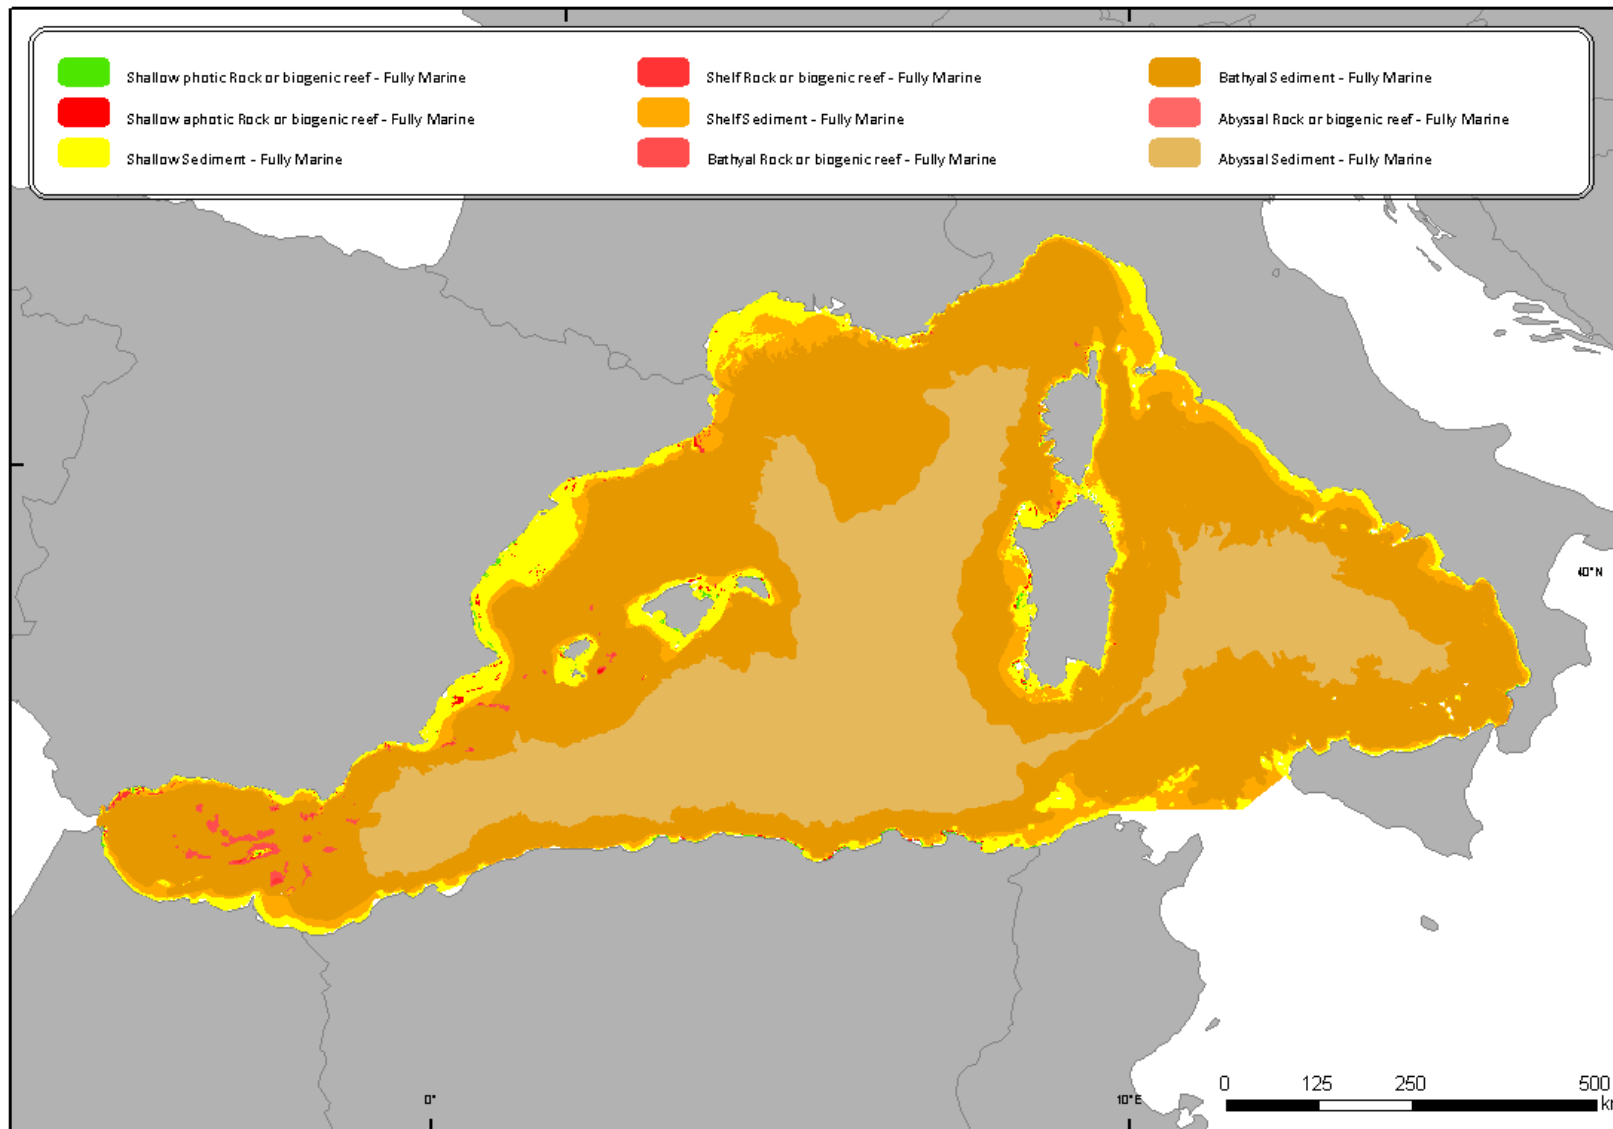 Shallow photic Rock or biogenic reef - Fully Marine
Shelf Rock or biogenic reef - Fully Marine
Bathyal Sediment - Fully Marine
Shallow aphotic Rock or biogenic reef - Fully Marine
Shelf Sediment - Fully Marine
Abyssal Rock or biogenic reef - Fully Marine
Shallow Sediment - Fully Marine
Bathyal Rock or biogenic reef - Fully Marine
Abyssal Sediment - Fully Marine
40°N
0 125 250 500
0° 10°E